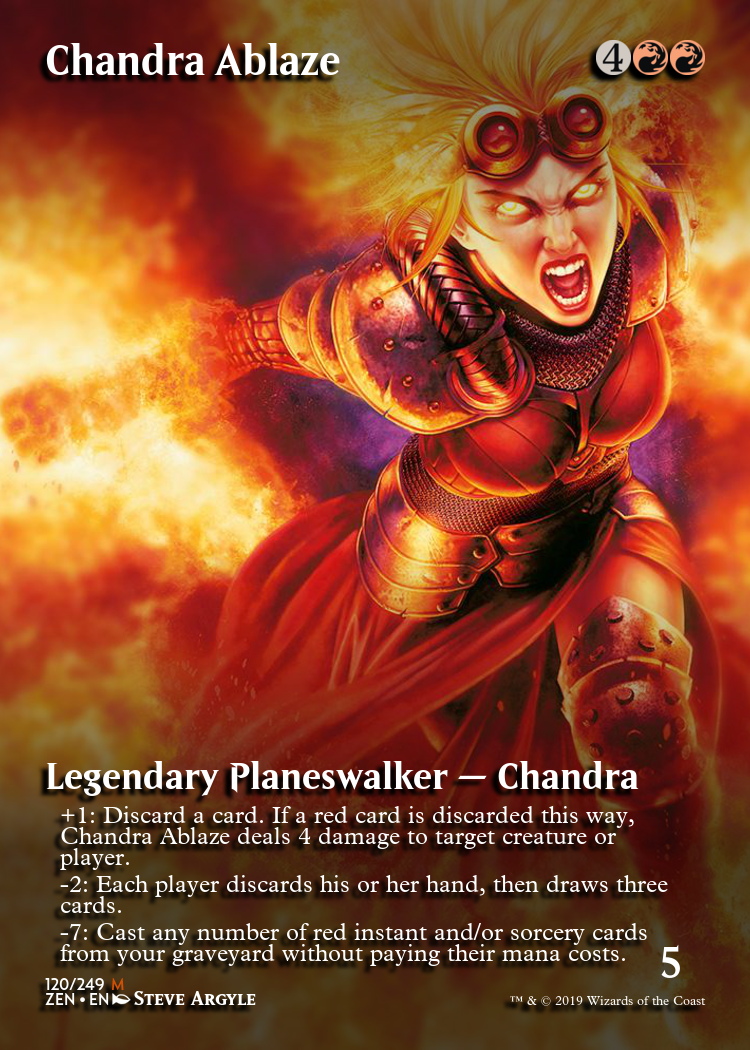 Chandra Ablaze 4
Legendary Planeswalker — Chandra
+1: Discard a card. If a red card is discarded this way,
Chandra Ablaze deals 4 damage to target creature or
player.
-2: Each player discards his or her hand, then draws three
cards.
-7: Cast any number of red instant and/or sorcery cards
from your graveyard without paying their mana costs.
5
120/249 M
ZEN • EN STEVE ARGYLE
™ & © 2019 Wizards of the Coast